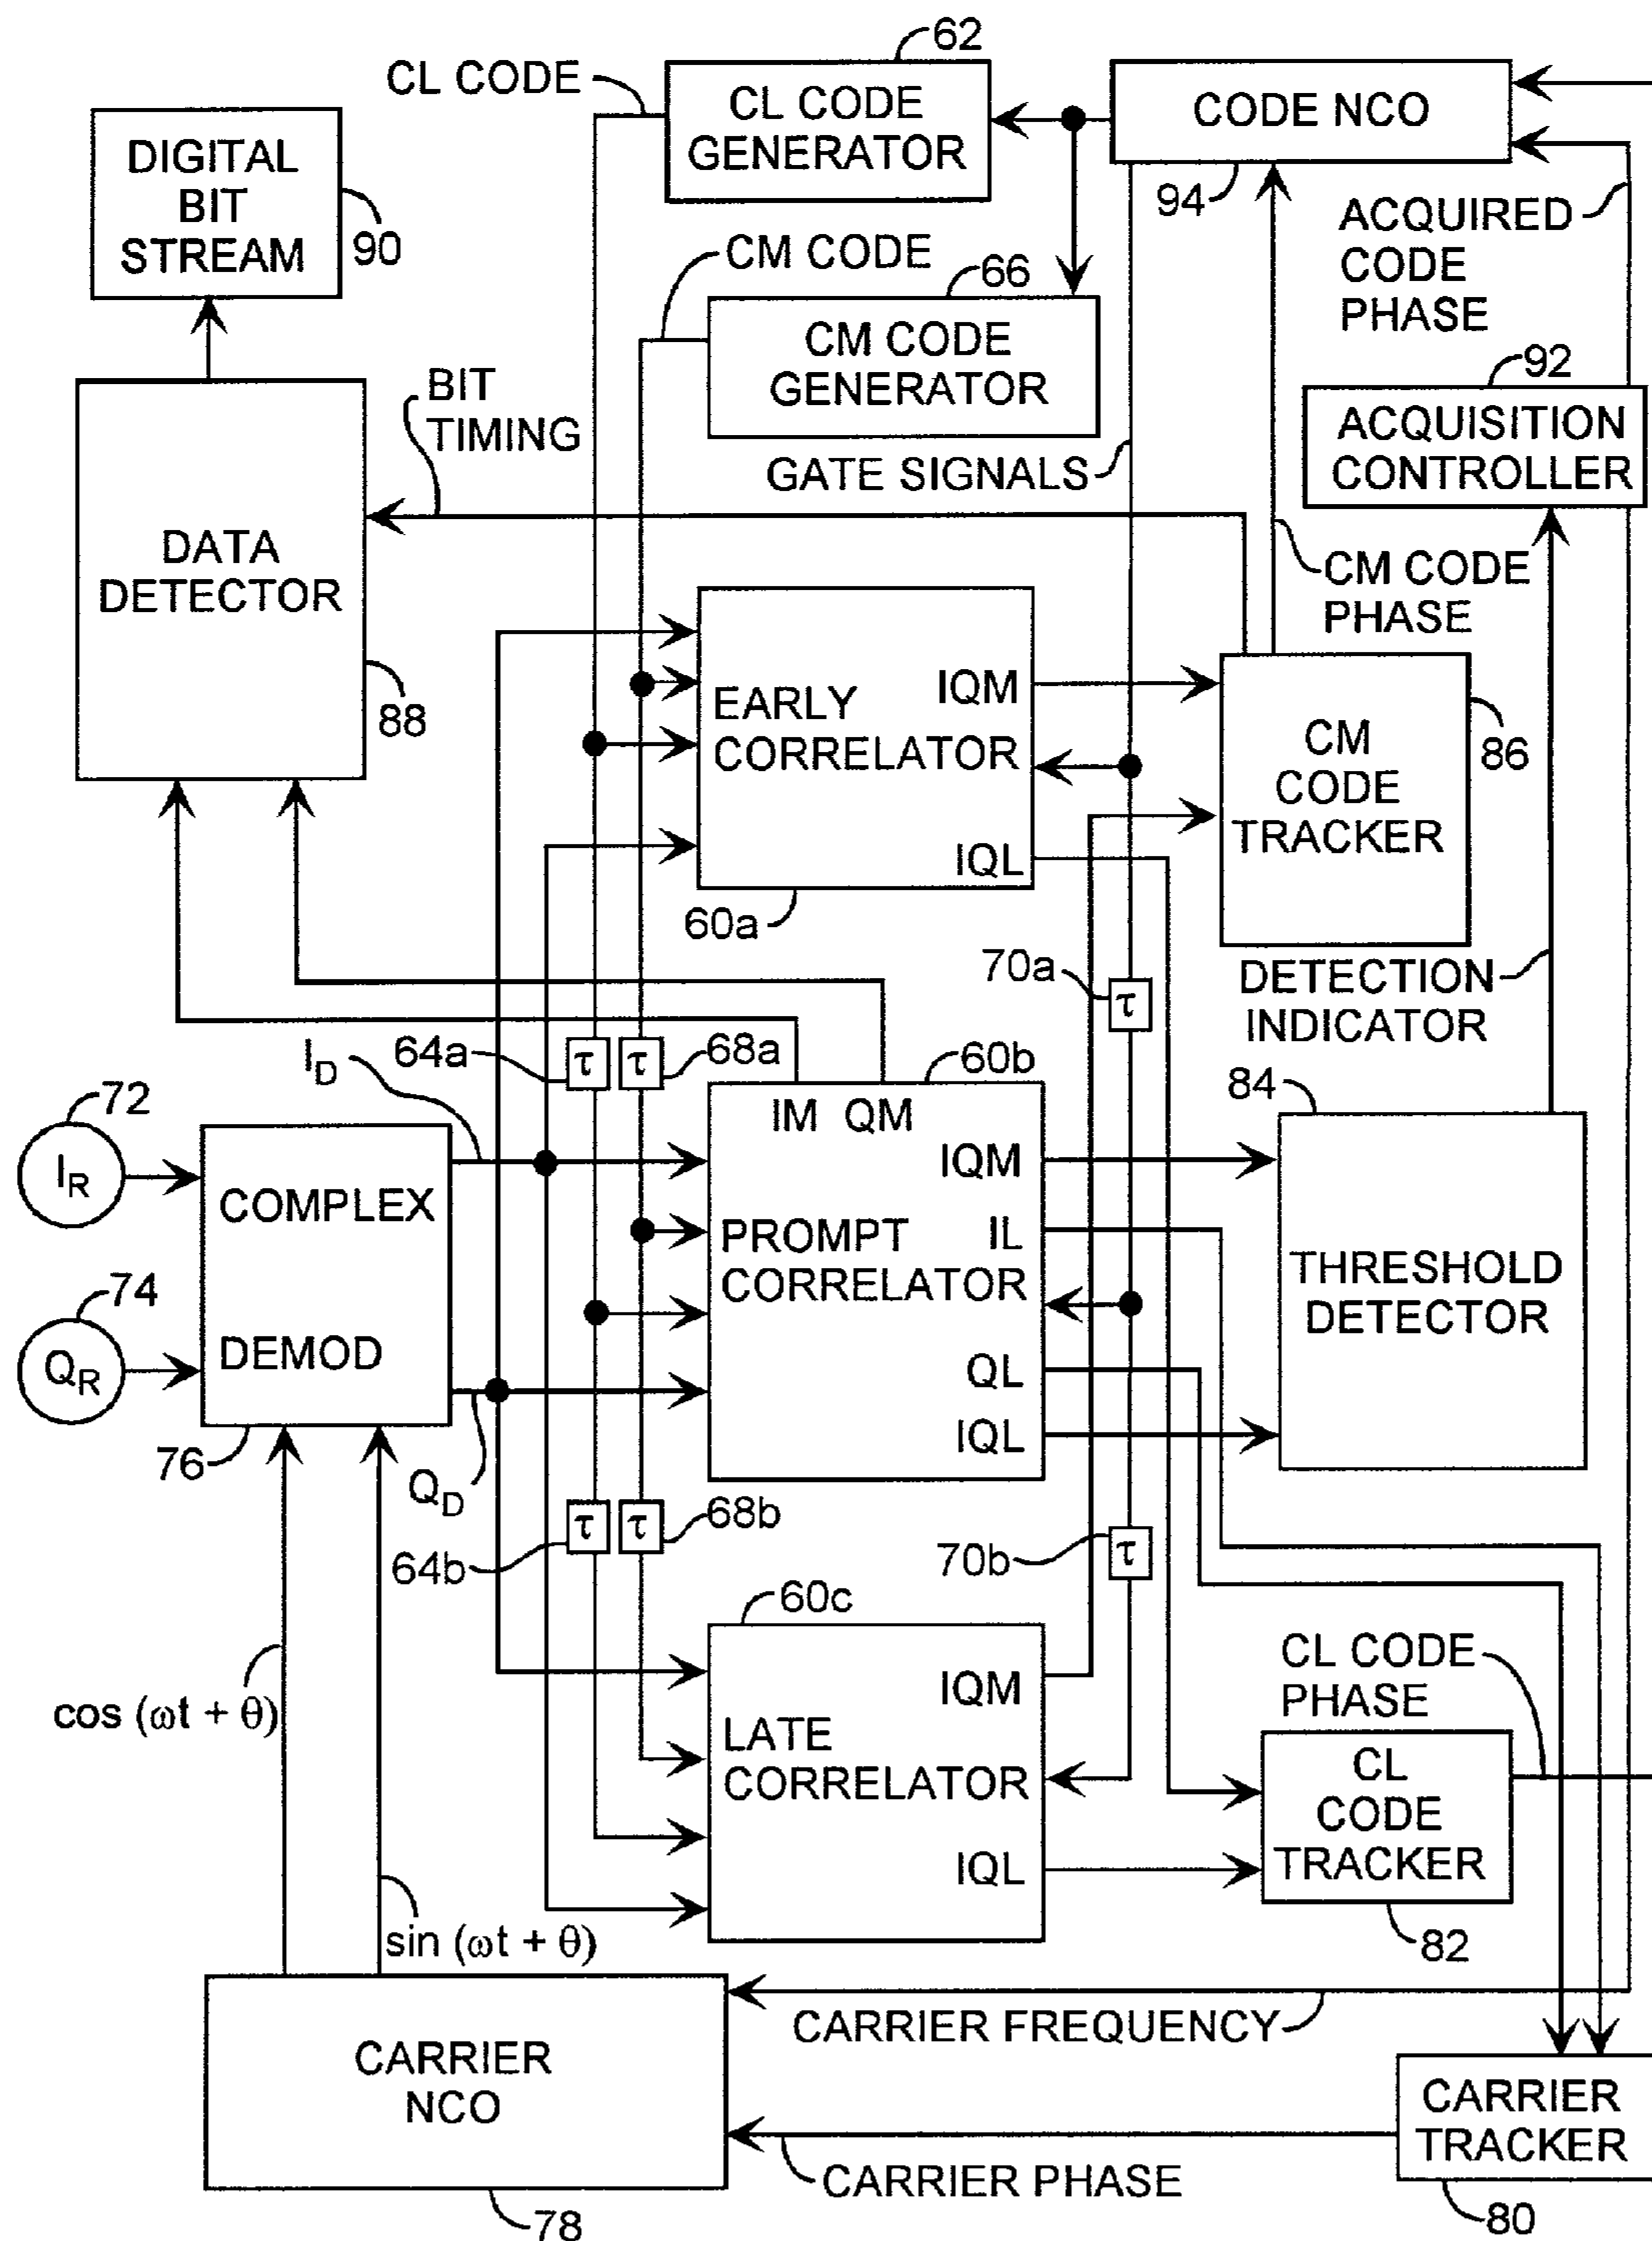 62
CL CODE
CL CODE
GENERATOR
CODE NCO
94
DIGITAL
BIT
STREAM
90
CM CODE
66
CM CODE
GENERATOR
ACQUIRED
CODE
PHASE
92
ACQUISITION
CONTROLLER
BIT
TIMING
GATE SIGNALS
DATA
DETECTOR
88
CM CODE
PHASE
EARLY
CORRELATOR
IQM
IQL
60a
CM
CODE
TRACKER
86
70a
τ
DETECTION
INDICATOR
I_D
64a
τ
τ
68a
60b
84
72
I_R
74
Q_R
COMPLEX
DEMOD
76
Q_D
IM QM
IQM
PROMPT
CORRELATOR
IL
QL
IQL
THRESHOLD
DETECTOR
64b
τ
τ
68b
70b
τ
60c
cos (ωt + θ)
sin (ωt + θ)
LATE
CORRELATOR
IQM
IQL
CL CODE
PHASE
CL
CODE
TRACKER
82
CARRIER FREQUENCY
CARRIER
NCO
78
CARRIER PHASE
CARRIER
TRACKER
80